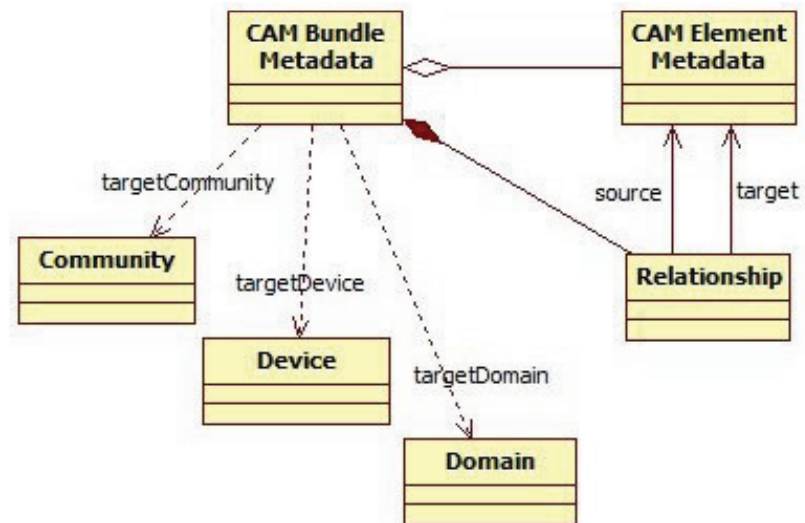 CAM Bundle
Metadata
CAM Element
Metadata
targetCommunity
source
target
Community
targetDevice
Relationship
Device
targetDomain
Domain